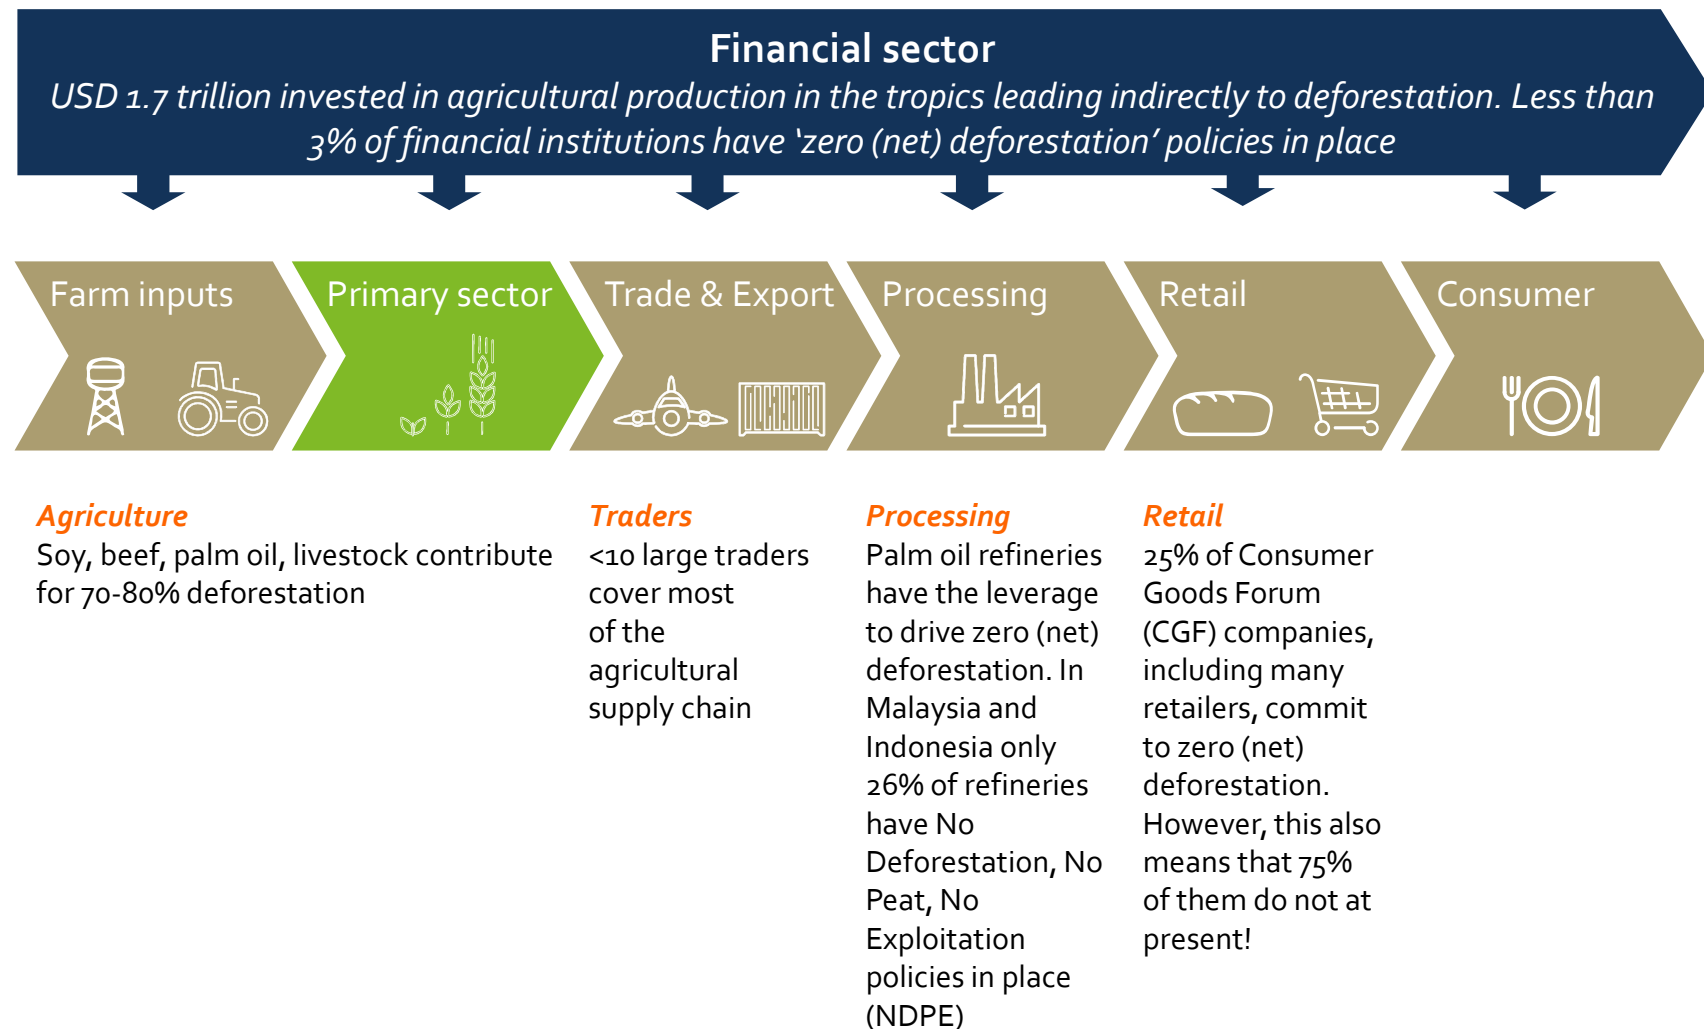 Financial sector
USD 1.7 trillion invested in agricultural production in the tropics leading indirectly to deforestation. Less than
3% of financial institutions have ‘zero (net) deforestation’ policies in place
Farm inputs
Primary sector
Trade & Export
Processing
Retail
Consumer
Agriculture
Soy, beef, palm oil, livestock contribute
for 70-80% deforestation
Traders
<10 large traders
cover most
of the
agricultural
supply chain
Processing
Palm oil refineries
have the leverage
to drive zero (net)
deforestation. In
Malaysia and
Indonesia only
26% of refineries
have No
Deforestation, No
Peat, No
Exploitation
policies in place
(NDPE)
Retail
25% of Consumer
Goods Forum
(CGF) companies,
including many
retailers, commit
to zero (net)
deforestation.
However, this also
means that 75%
of them do not at
present!